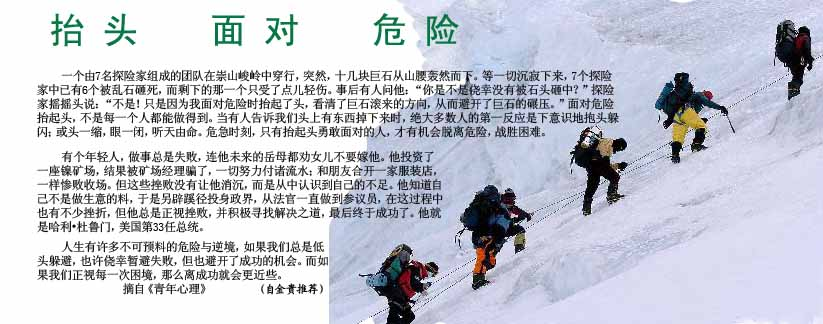 抬头 面对 危险
一个由7名探险家组成的团队在崇山峻岭中穿行，突然，十几块巨石从山腰轰然而下。等一切沉寂下来，7个探险
家中已有6个被乱石砸死，而剩下的那一个只受了点儿轻伤。事后有人问他：“你是不是侥幸没有被石头砸中？”探险
家摇摇头说：“不是！只是因为我面对危险时抬起了头，看清了巨石滚来的方向，从而避开了巨石的碾压。”面对危险
抬起头，不是每一个人都能做得到。当有人告诉我们头上有东西掉下来时，绝大多数人的第一反应是下意识地抱头躲
闪；或头一缩，眼一闭，听天由命。危急时刻，只有抬起头勇敢面对的人，才有机会脱离危险，战胜困难。
有个年轻人，做事总是失败，连他未来的岳母都劝女儿不要嫁他。他投资了
一座镍矿场，结果被矿场经理骗了，一切努力付诸流水；和朋友合开一家服装店，
一样惨败收场。但这些挫败没有让他消沉，而是从中认识到自己的不足。他知道自
己不是做生意的料，于是另辟蹊径投身政界，从法官一直做到参议员，在这过程中
也有不少挫折，但他总是正视挫败，并积极寻找解决之道，最后终于成功了。他就
是哈利•杜鲁门，美国第33任总统。
人生有许多不可预料的危险与逆境，如果我们总是低
头躲避，也许侥幸暂避失败，但也避开了成功的机会。而如
果我们正视每一次困境，那么离成功就会更近些。
摘自《青年心理》 （自金贵推荐）